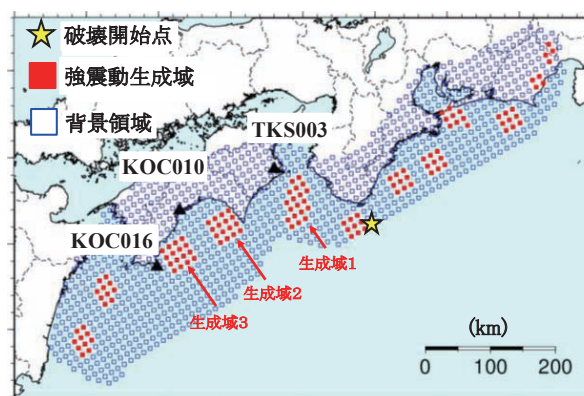 破壊開始点
強震動生成域
背景領域
TKS003
KOC010
KOC016
生成域1
生成域2
生成域3
(km)
0 100 200